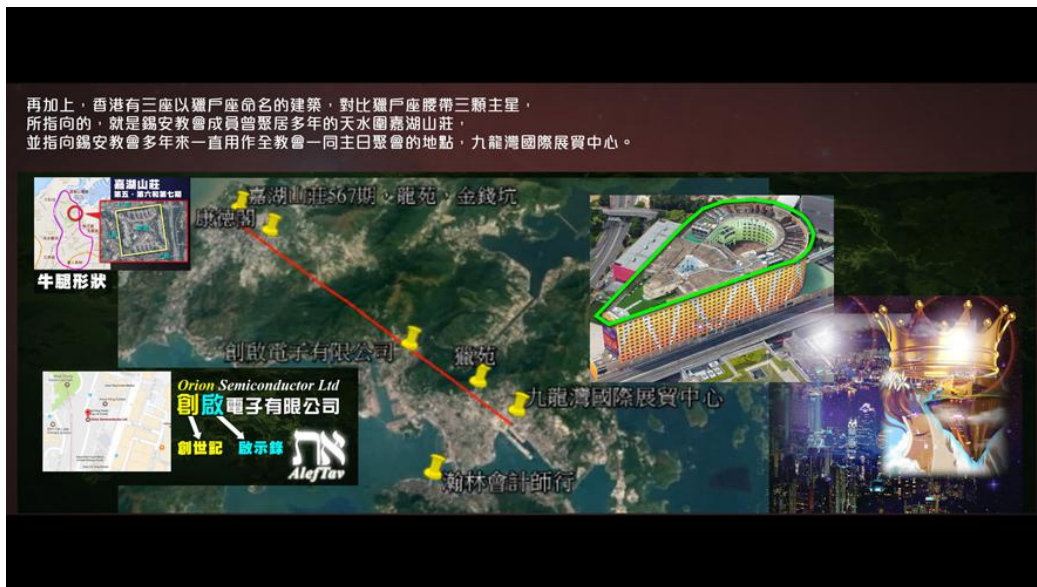 再加上，香港有三座以獵戶座命名的建築，對比獵戶座腰帶三顆主星，
所指向的，就是錫安教會成員曾聚居多年的天水圍嘉湖山莊，
並指向錫安教會多年來一直用作全教會一同主日聚會的地點，九龍灣國際展貿中心。
嘉湖山莊
第五、第六和第七期
牛腿形狀
嘉湖山莊567期、龍苑、金錢坑
康德閣
創啟電子有限公司
獵苑
九龍灣國際展貿中心
瀚林會計師行
Orion Semiconductor Ltd
創啟電子有限公司
創世記 啟示錄
את
AlefTav